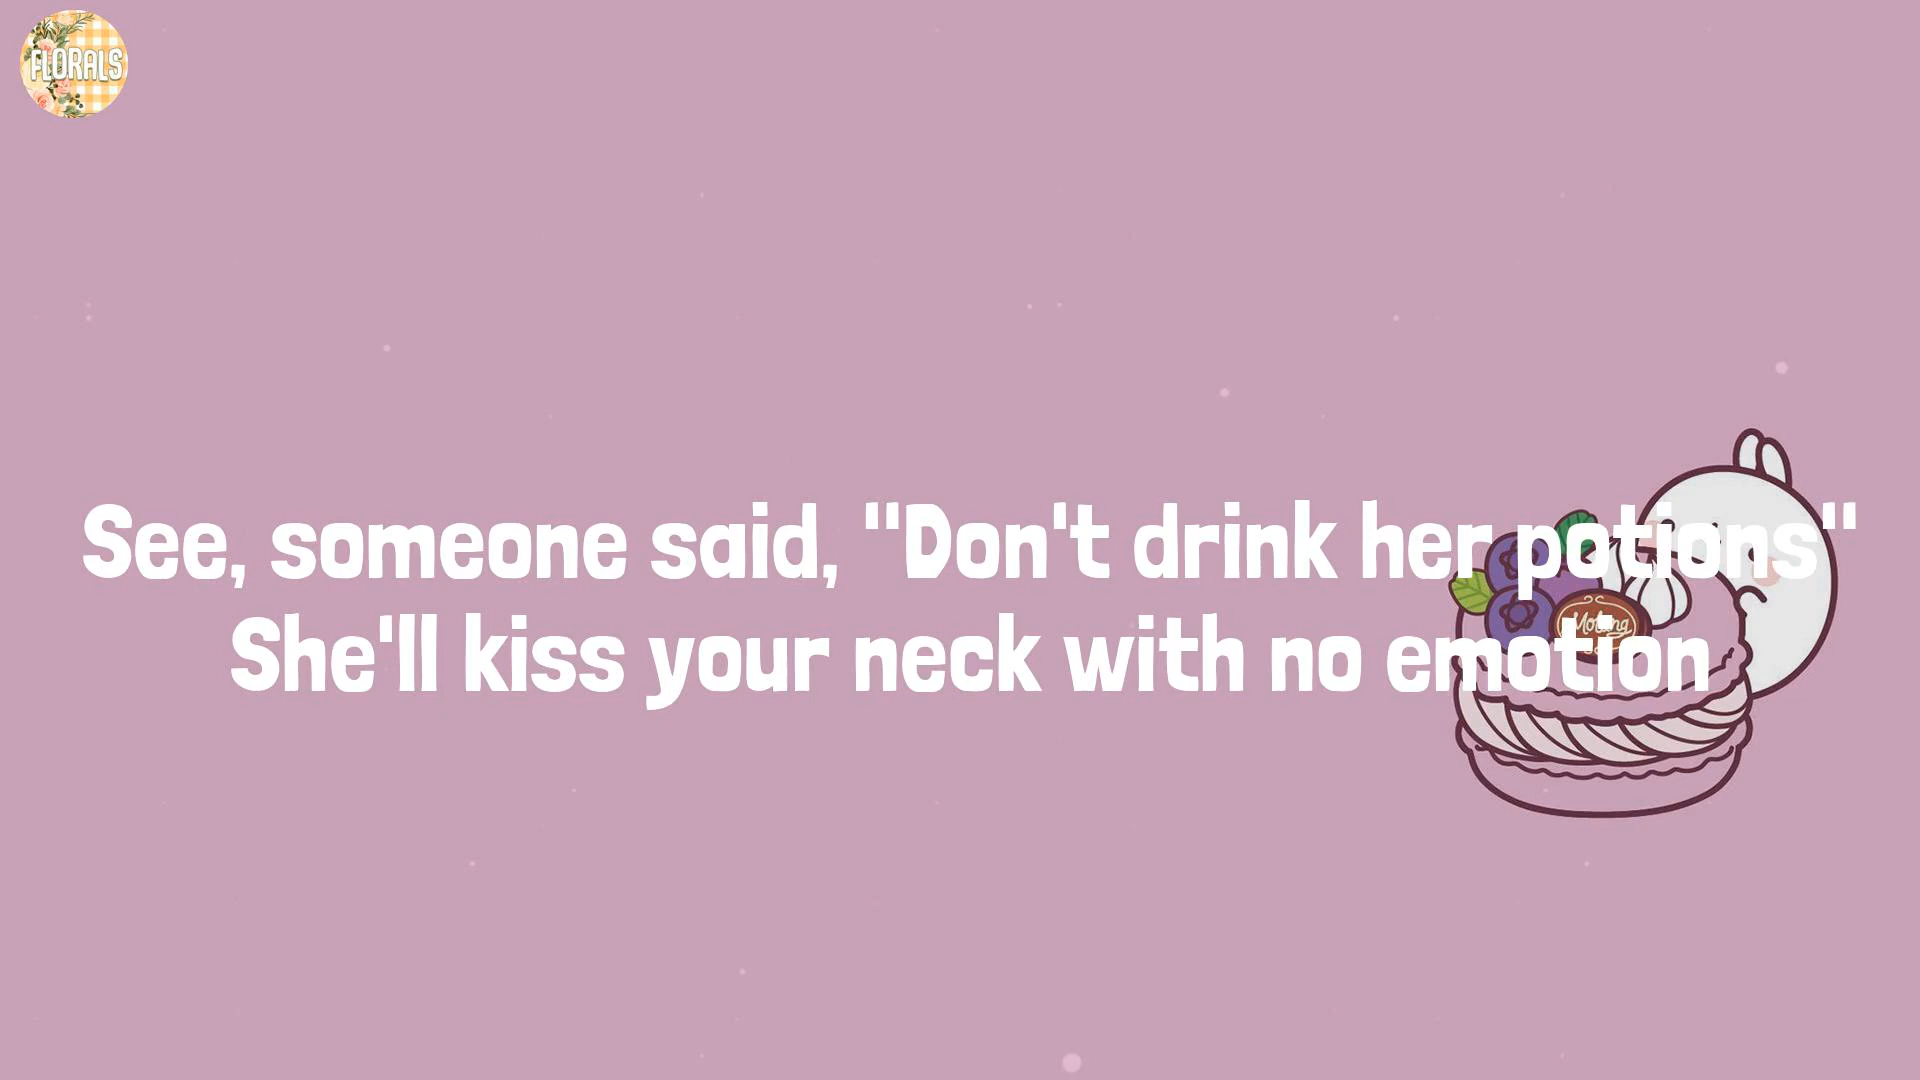 FLORALS
See, someone said, "Don't drink her potions"
She'll kiss your neck with no emotion
Molang